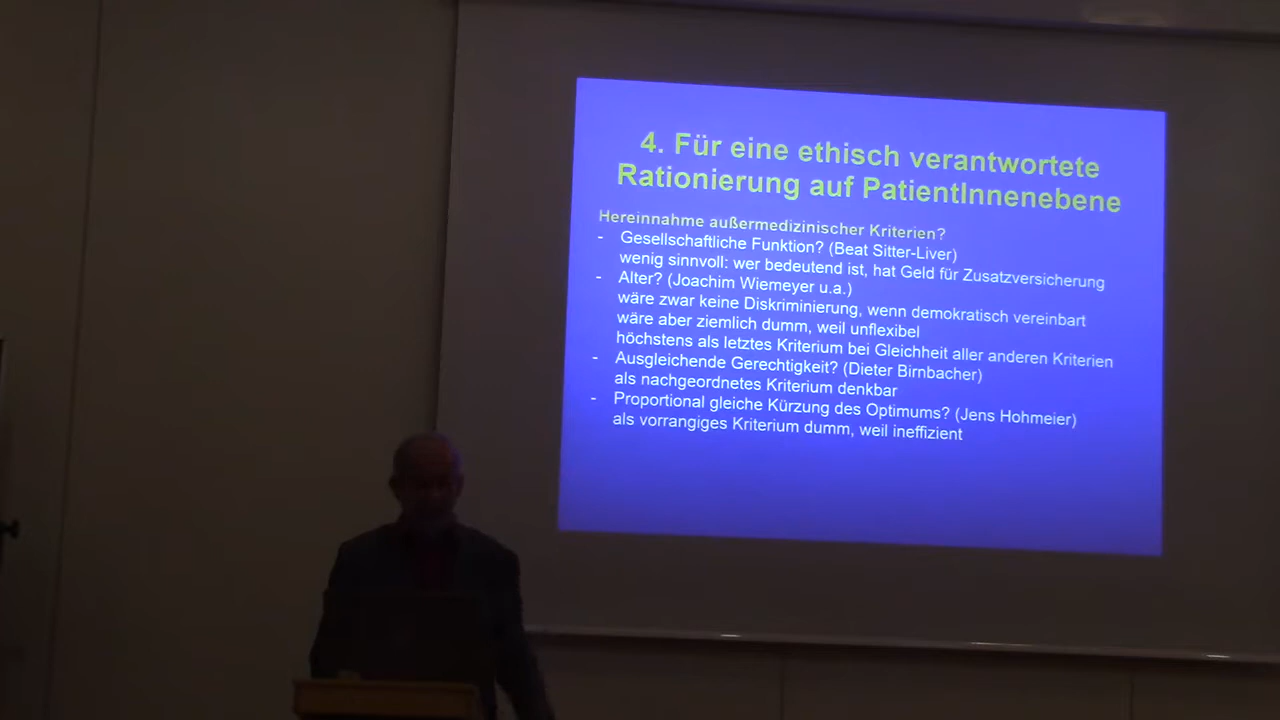 4. Für eine ethisch verantwortete
Rationierung auf PatientInnenebene
Hereinnahme außermedizinischer Kriterien?
- Gesellschaftliche Funktion? (Beat Sitter-Liver)
wenig sinnvoll: wer bedeutend ist, hat Geld für Zusatzversicherung
- Alter? (Joachim Wiemeyer u.a.)
wäre zwar keine Diskriminierung, wenn demokratisch vereinbart
wäre aber ziemlich dumm, weil unflexibel
höchstens als letztes Kriterium bei Gleichheit aller anderen Kriterien
- Ausgleichende Gerechtigkeit? (Dieter Birnbacher)
als nachgeordnetes Kriterium denkbar
- Proportional gleiche Kürzung des Optimums? (Jens Hohmeier)
als vorrangiges Kriterium dumm, weil ineffizient